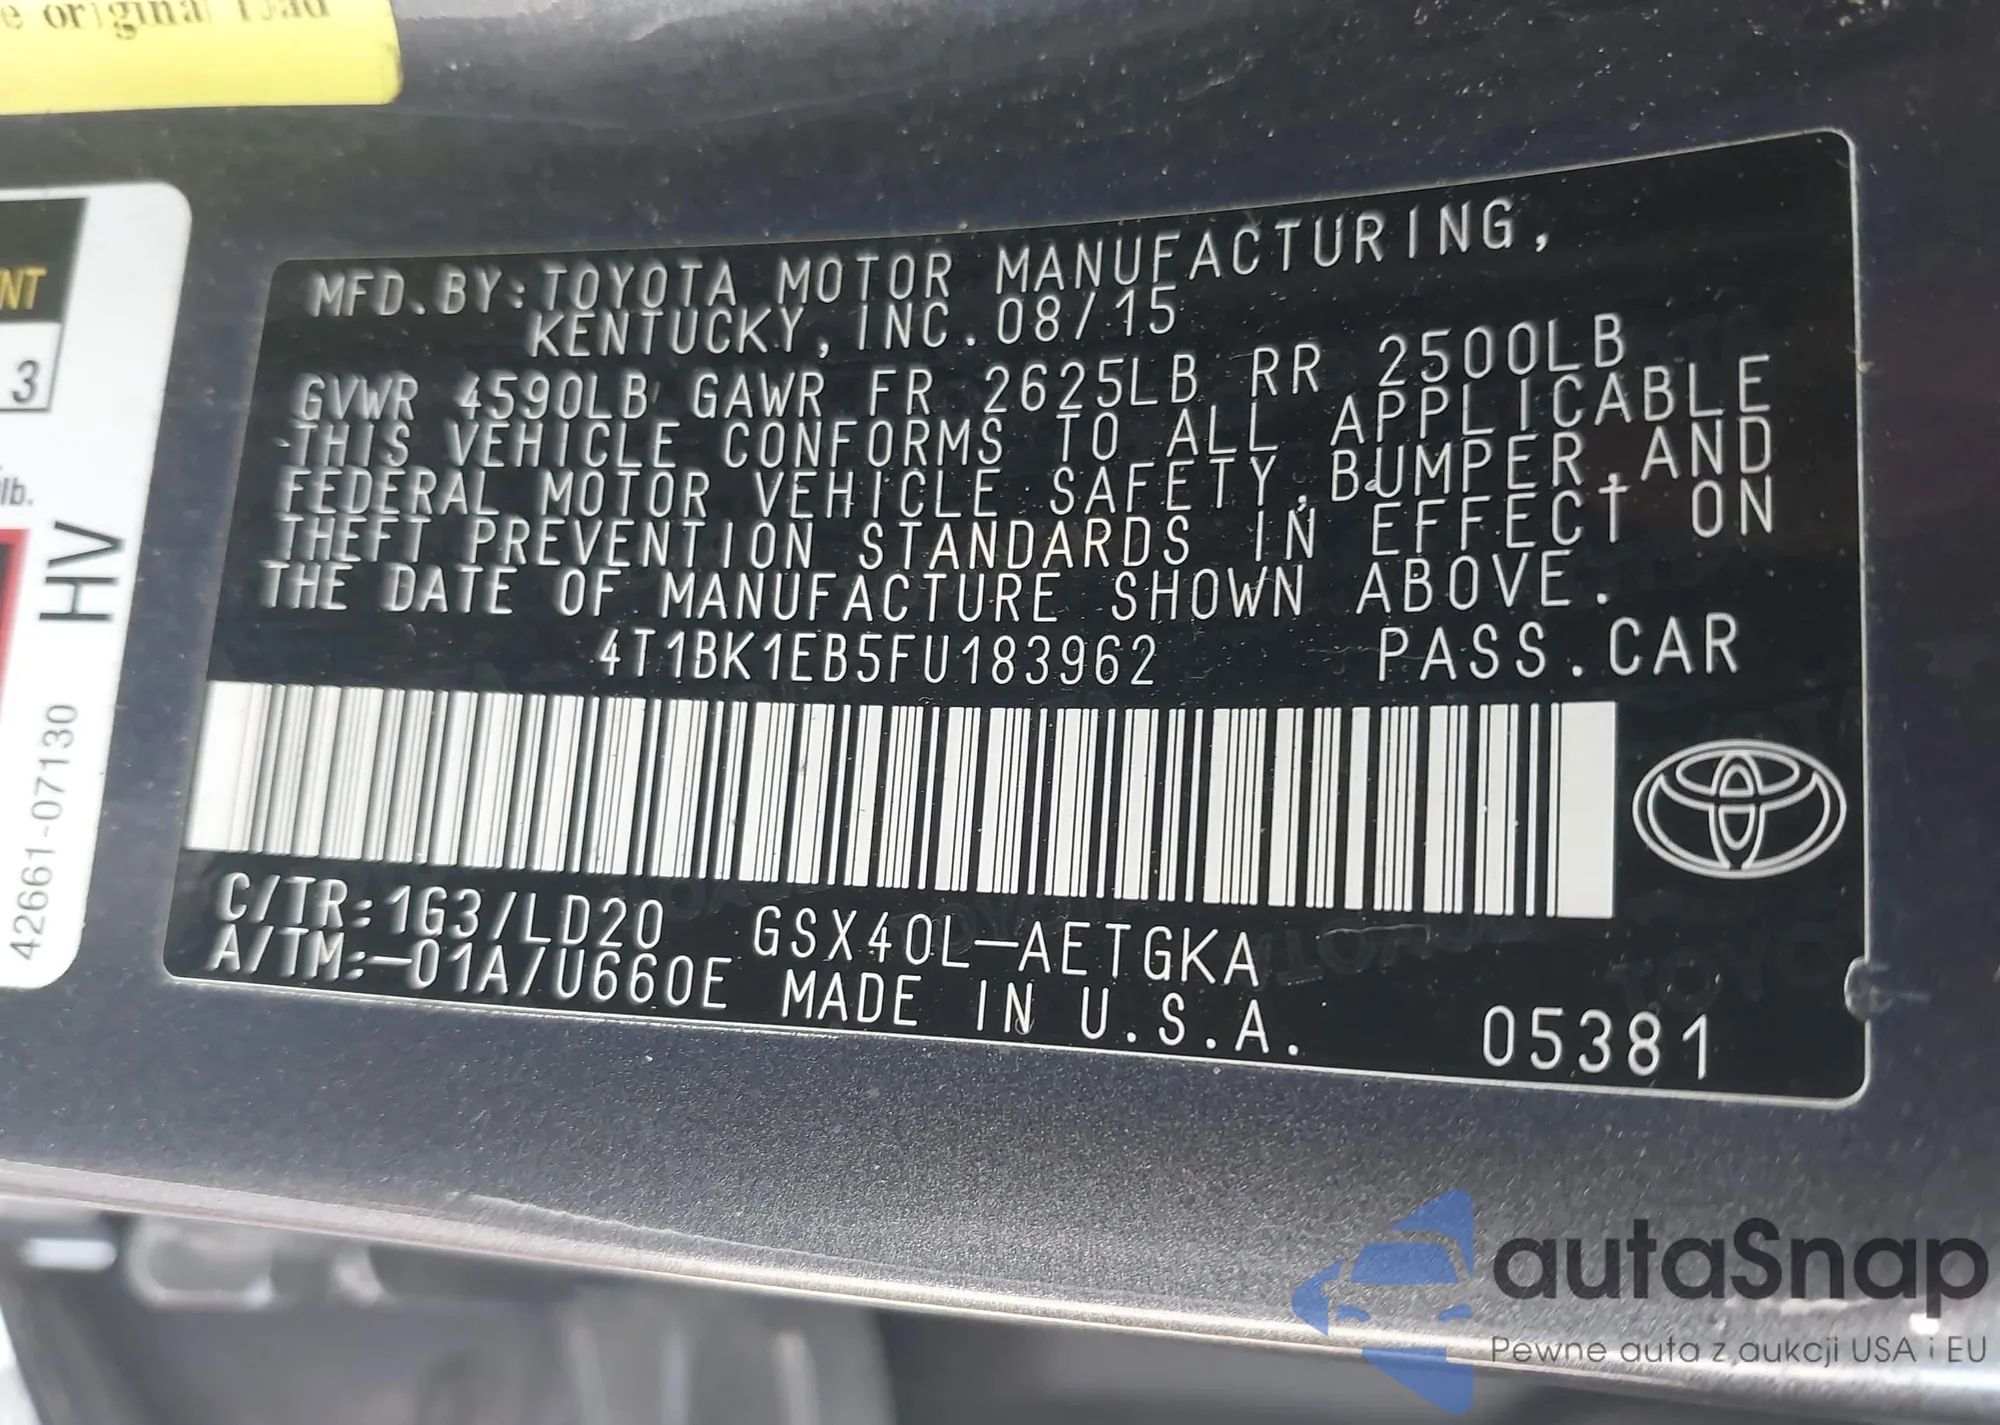 e original load
NT
3
lb.
HV
42661-07130
MFD.BY:TOYOTA MOTOR MANUFACTURING,
KENTUCKY, INC. 08/15
GVWR 4590LB GAWR FR 2625LB RR 2500LB
THIS VEHICLE CONFORMS TO ALL APPLICABLE
FEDERAL MOTOR VEHICLE SAFETY, BUMPER, AND
THEFT PREVENTION STANDARDS IN EFFECT ON
THE DATE OF MANUFACTURE SHOWN ABOVE.
4T1BK1EB5FU183962 PASS.CAR
C/TR:1G3/LD20 GSX40L-AETGKA
A/TM:-01A/U660E MADE IN U.S.A.
05381
autaSnap
Pewne auta z aukcji USA i EU